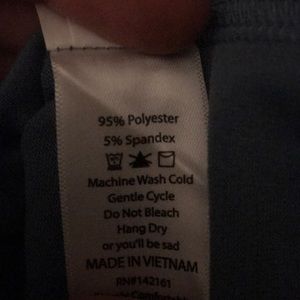 95% Polyester
5% Spandex
Machine Wash Cold
Gentle Cycle
Do Not Bleach
Hang Dry
or you'll be sad
MADE IN VIETNAM
RN#142161